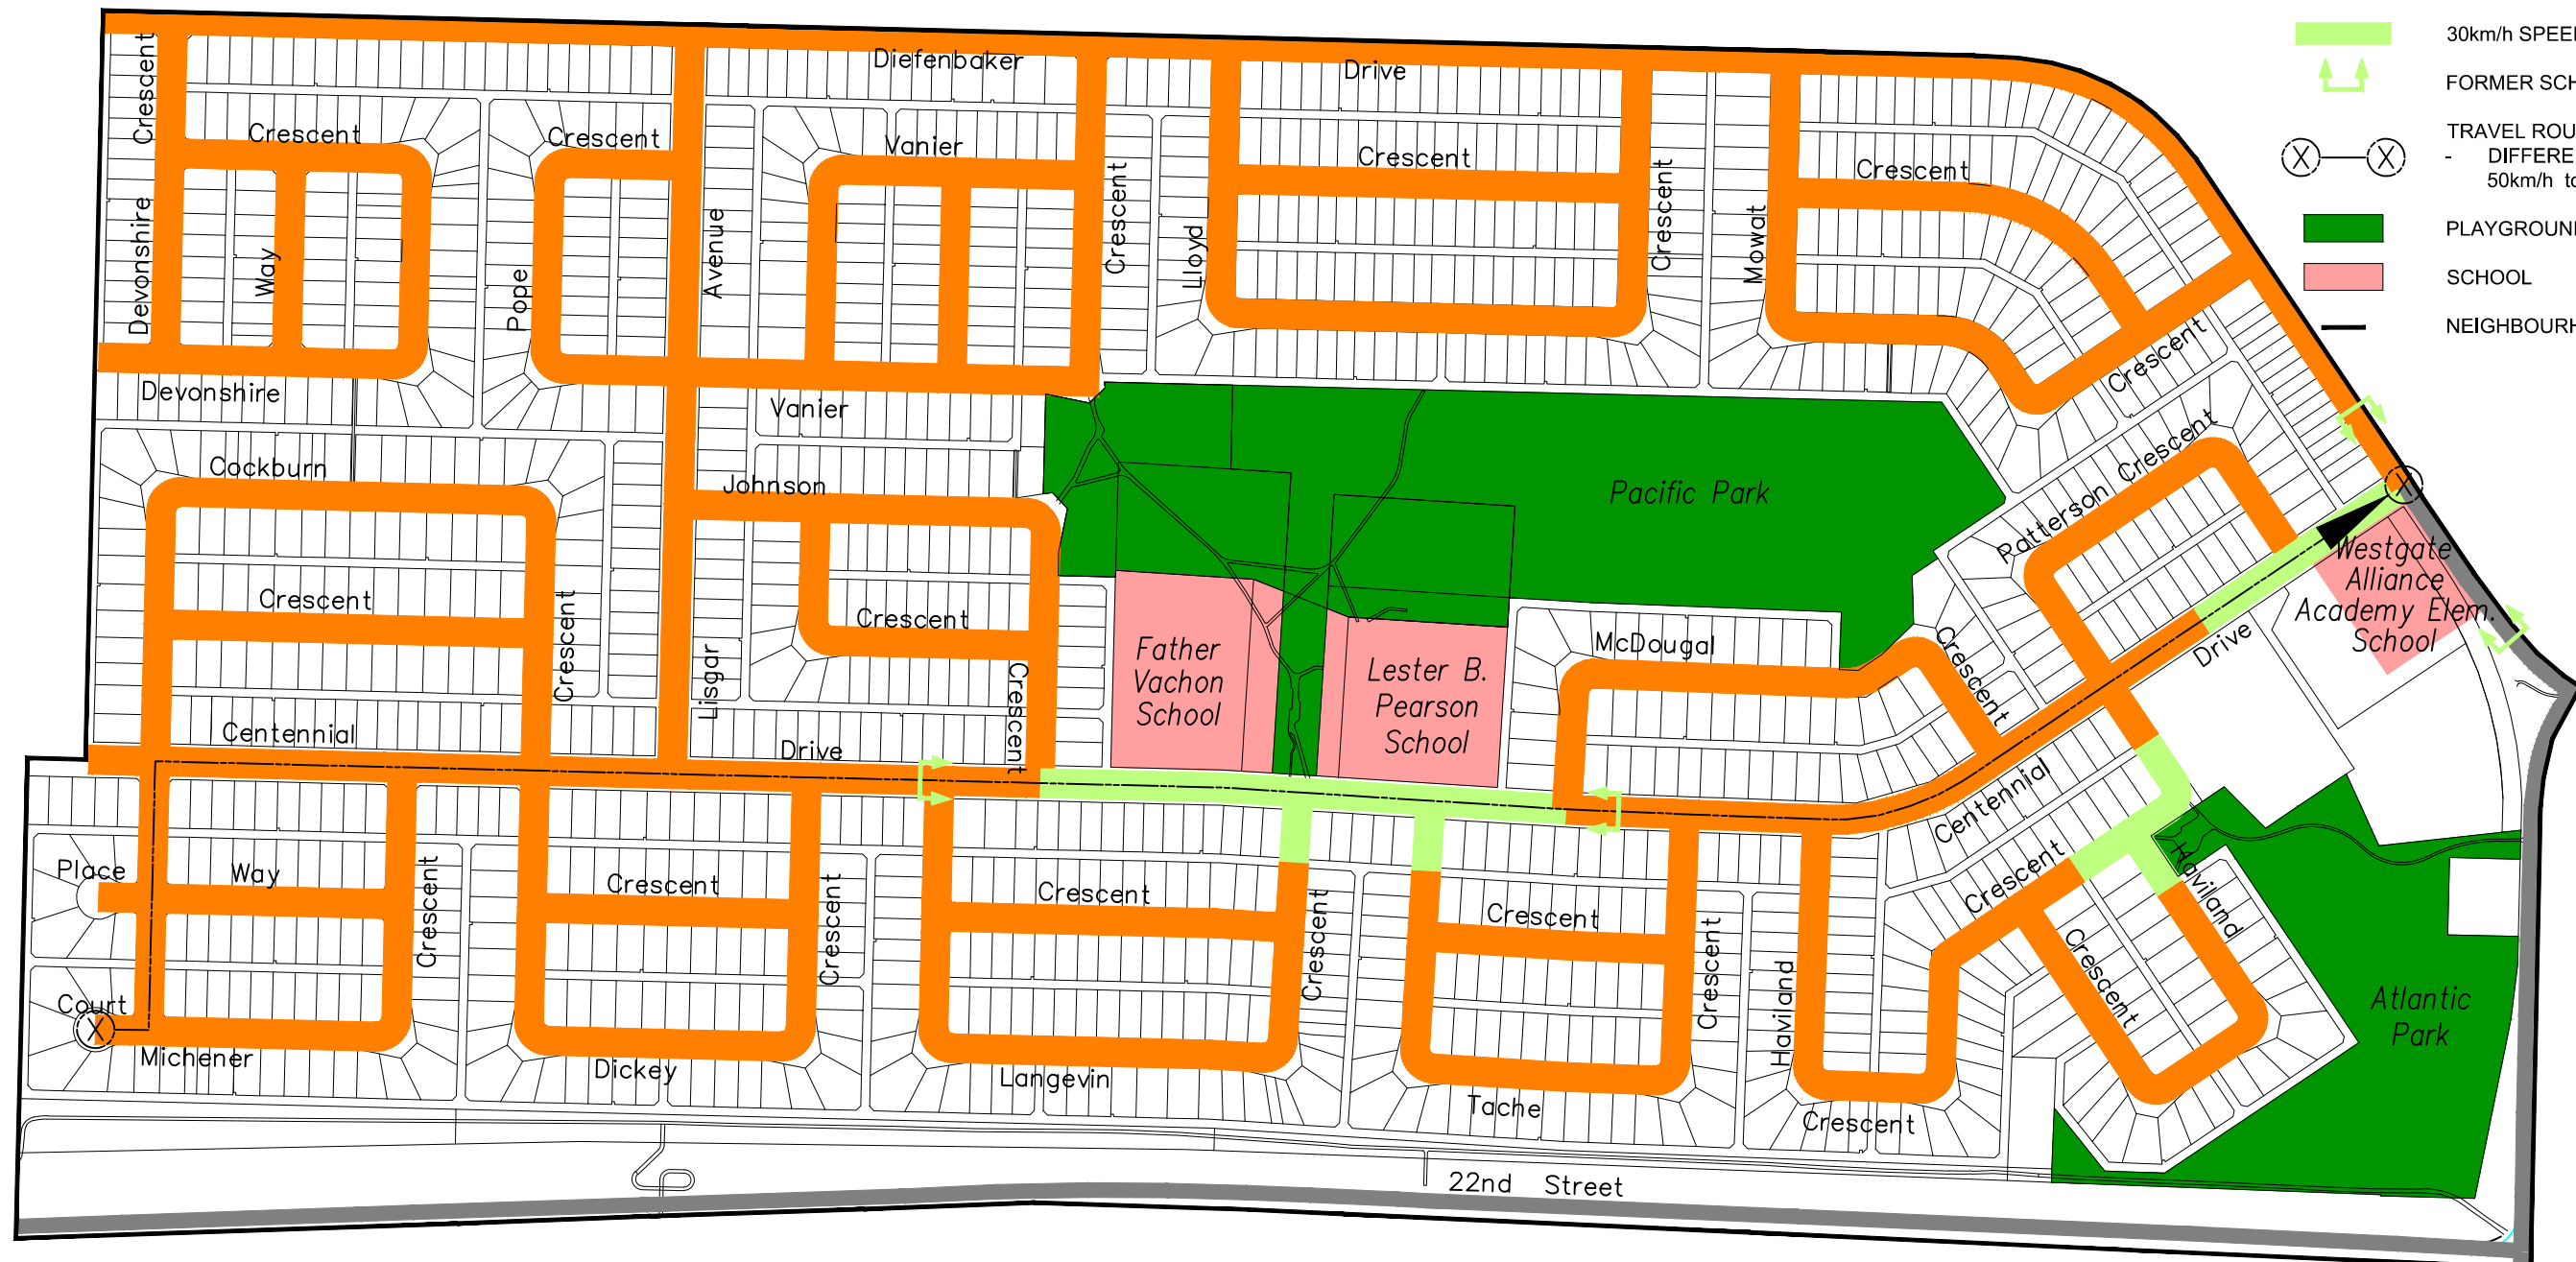 30km/h SPEE
FORMER SCH
TRAVEL ROU
- DIFFERE
50km/h to
PLAYGROUN
SCHOOL
NEIGHBOURH
Diefenbaker
Drive
Crescent
Crescent
Crescent
Vanier
Crescent
Crescent
Devonshire
Way
Pope
Avenue
Crescent
Lloyd
Crescent
Mowat
Crescent
Devonshire
Vanier
Cockburn
Johnson
Pacific Park
Patterson Crescent
Westgate
Alliance
Academy Elem.
School
Crescent
Crescent
Crescent
Lisgar
Crescent
Father
Vachon
School
Lester B.
Pearson
School
McDougal
Crescent
Drive
Centennial
Drive
Centennial
Place
Way
Crescent
Crescent
Crescent
Crescent
Crescent
Crescent
Crescent
Haviland
Crescent
Haviland
Crescent
Court
Michener
Dickey
Langevin
Tache
Crescent
Atlantic
Park
22nd Street